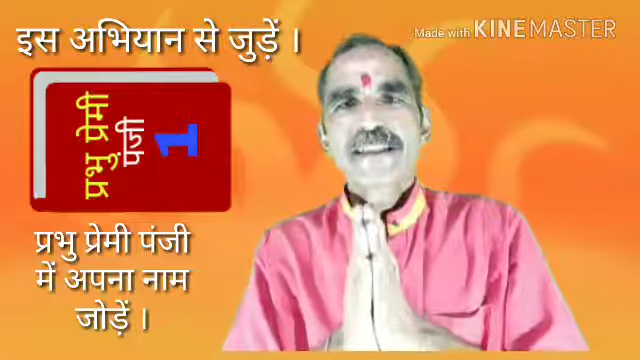 इस अभियान से जुड़ें ।
Made with KINEMASTER
प्रभु प्रेमी
पंजी
1
प्रभु प्रेमी पंजी
में अपना नाम
जोड़ें ।